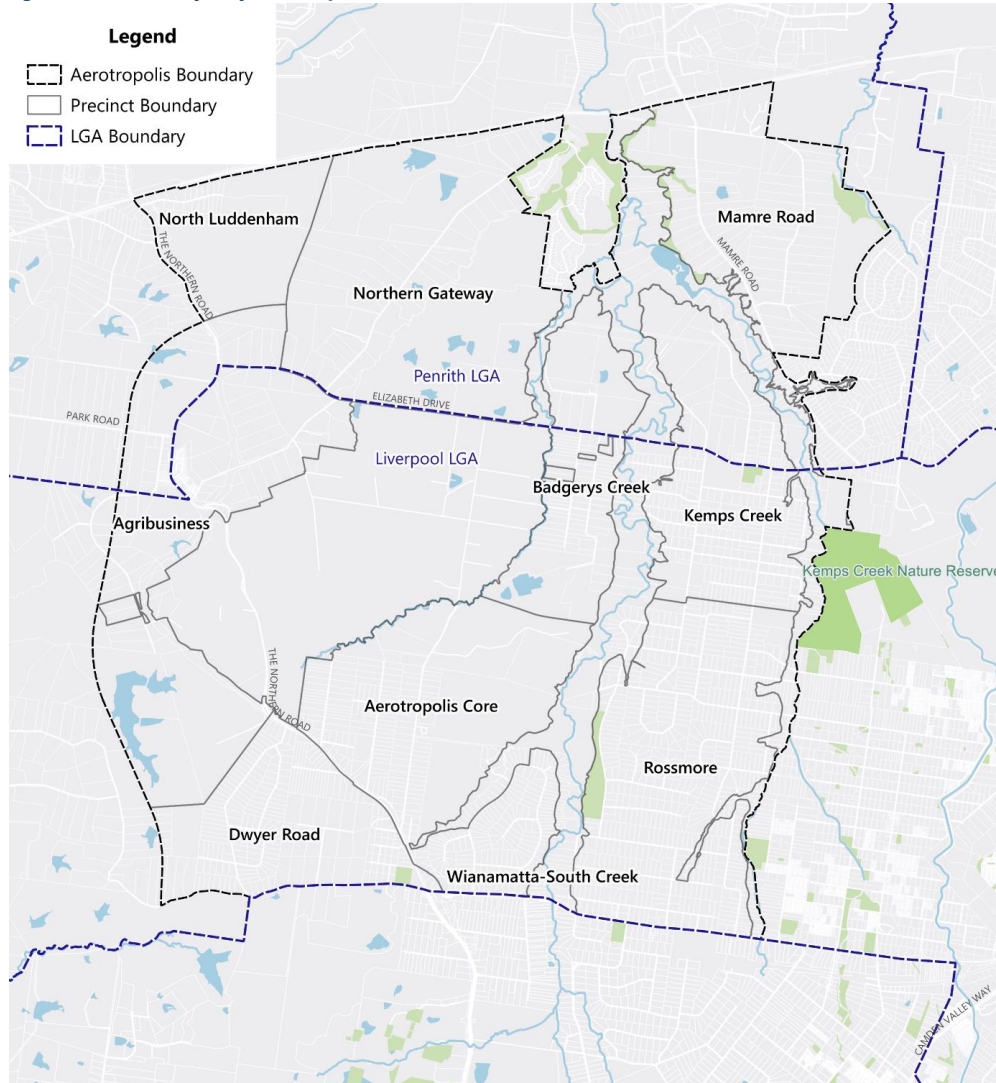 Legend
Aerotropolis Boundary
Precinct Boundary
LGA Boundary
North Luddenham
Mamre Road
THE NORTHERN ROAD
MAMRE ROAD
Northern Gateway
Penrith LGA
ELIZABETH DRIVE
PARK ROAD
Liverpool LGA
Badgerys Creek
Agribusiness
Kemps Creek
Kemps Creek Nature Reserve
THE NORTHERN ROAD
Aerotropolis Core
Rossmore
Dwyer Road
Wianamatta-South Creek
CAMDEN VALLEY WAY